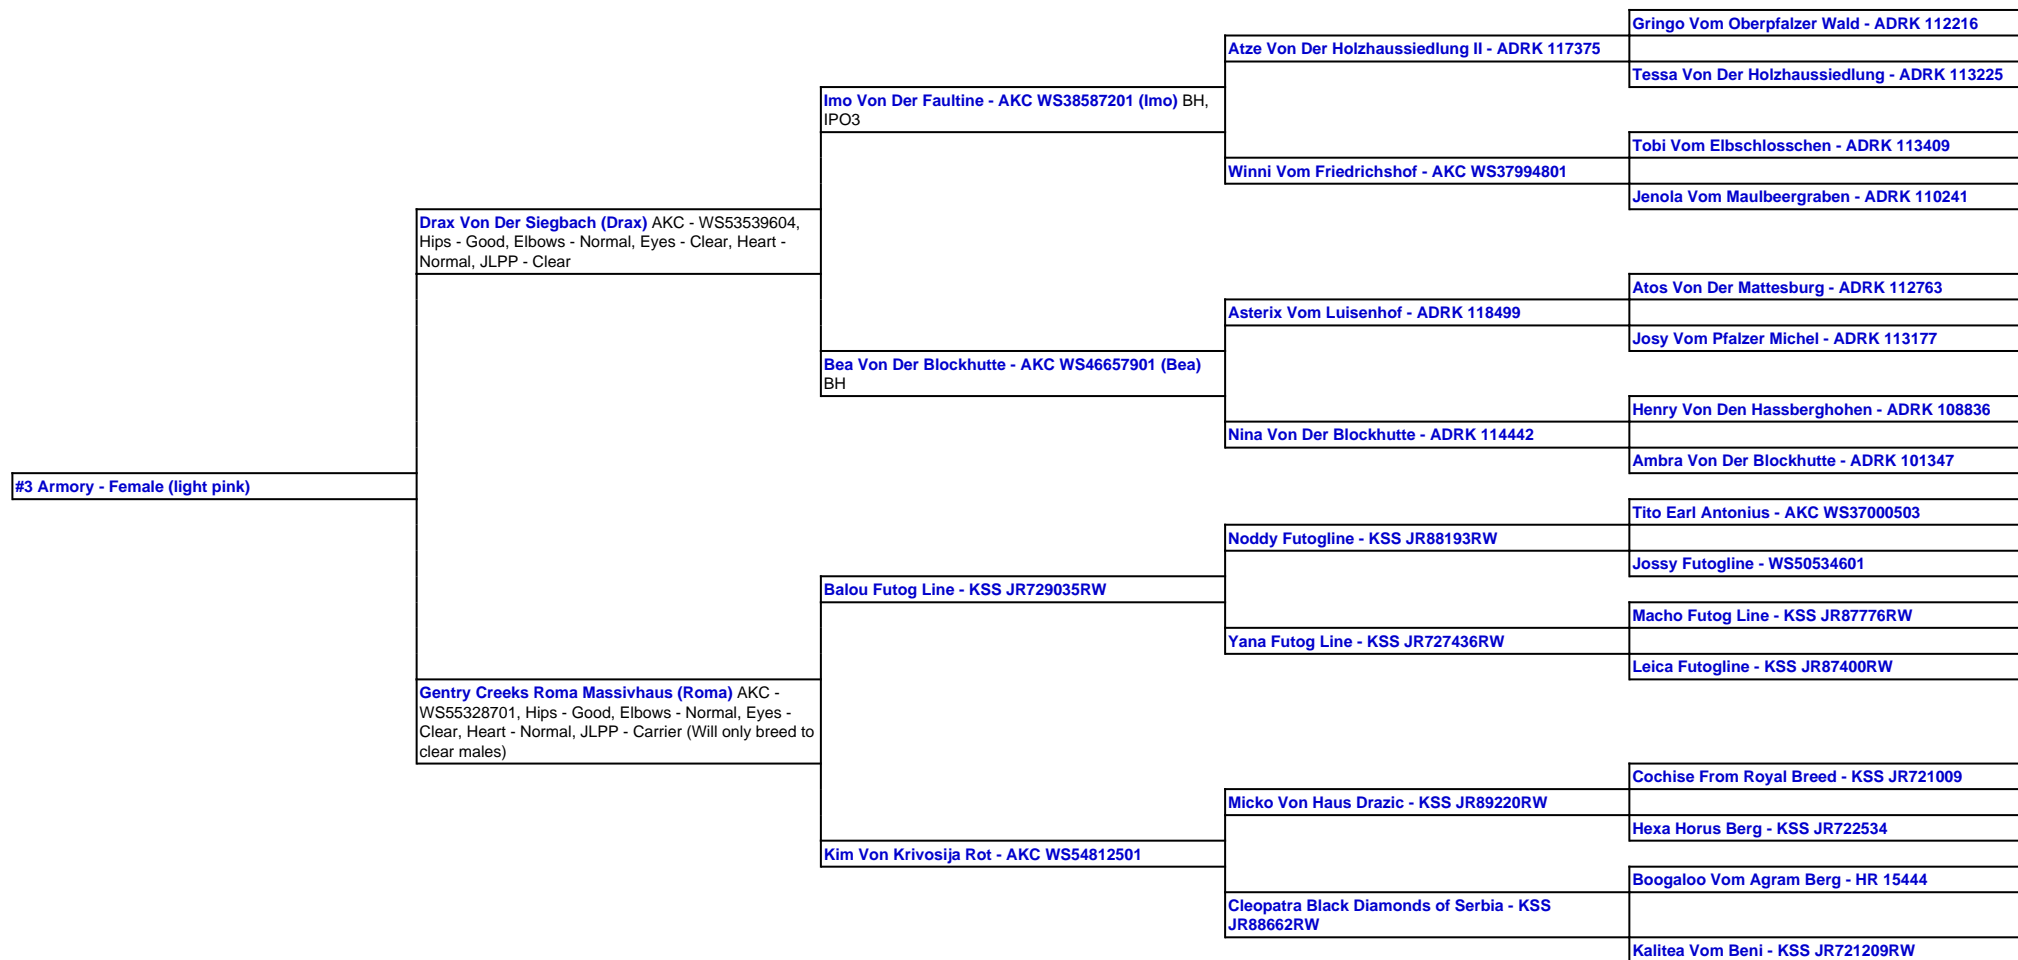 Gringo Vom Oberpfalzer Wald - ADRK 112216
Atze Von Der Holzhaussiedlung II - ADRK 117375
Tessa Von Der Holzhaussiedlung - ADRK 113225
Imo Von Der Faultine - AKC WS38587201 (Imo) BH,
IPO3
Tobi Vom Elbschlosschen - ADRK 113409
Winni Vom Friedrichshof - AKC WS37994801
Jenola Vom Maulbeergraben - ADRK 110241
Drax Von Der Siegbach (Drax) AKC - WS53539604,
Hips - Good, Elbows - Normal, Eyes - Clear, Heart -
Normal, JLPP - Clear
Atos Von Der Mattesburg - ADRK 112763
Asterix Vom Luisenhof - ADRK 118499
Josy Vom Pfalzer Michel - ADRK 113177
Bea Von Der Blockhutte - AKC WS46657901 (Bea)
BH
Henry Von Den Hassberghohen - ADRK 108836
Nina Von Der Blockhutte - ADRK 114442
Ambra Von Der Blockhutte - ADRK 101347
#3 Armory - Female (light pink)
Tito Earl Antonius - AKC WS37000503
Noddy Futogline - KSS JR88193RW
Jossy Futogline - WS50534601
Balou Futog Line - KSS JR729035RW
Macho Futog Line - KSS JR87776RW
Yana Futog Line - KSS JR727436RW
Leica Futogline - KSS JR87400RW
Gentry Creeks Roma Massivhaus (Roma) AKC -
WS55328701, Hips - Good, Elbows - Normal, Eyes -
Clear, Heart - Normal, JLPP - Carrier (Will only breed to
clear males)
Cochise From Royal Breed - KSS JR721009
Micko Von Haus Drazic - KSS JR89220RW
Hexa Horus Berg - KSS JR722534
Kim Von Krivosija Rot - AKC WS54812501
Boogaloo Vom Agram Berg - HR 15444
Cleopatra Black Diamonds of Serbia - KSS
JR88662RW
Kalitea Vom Beni - KSS JR721209RW